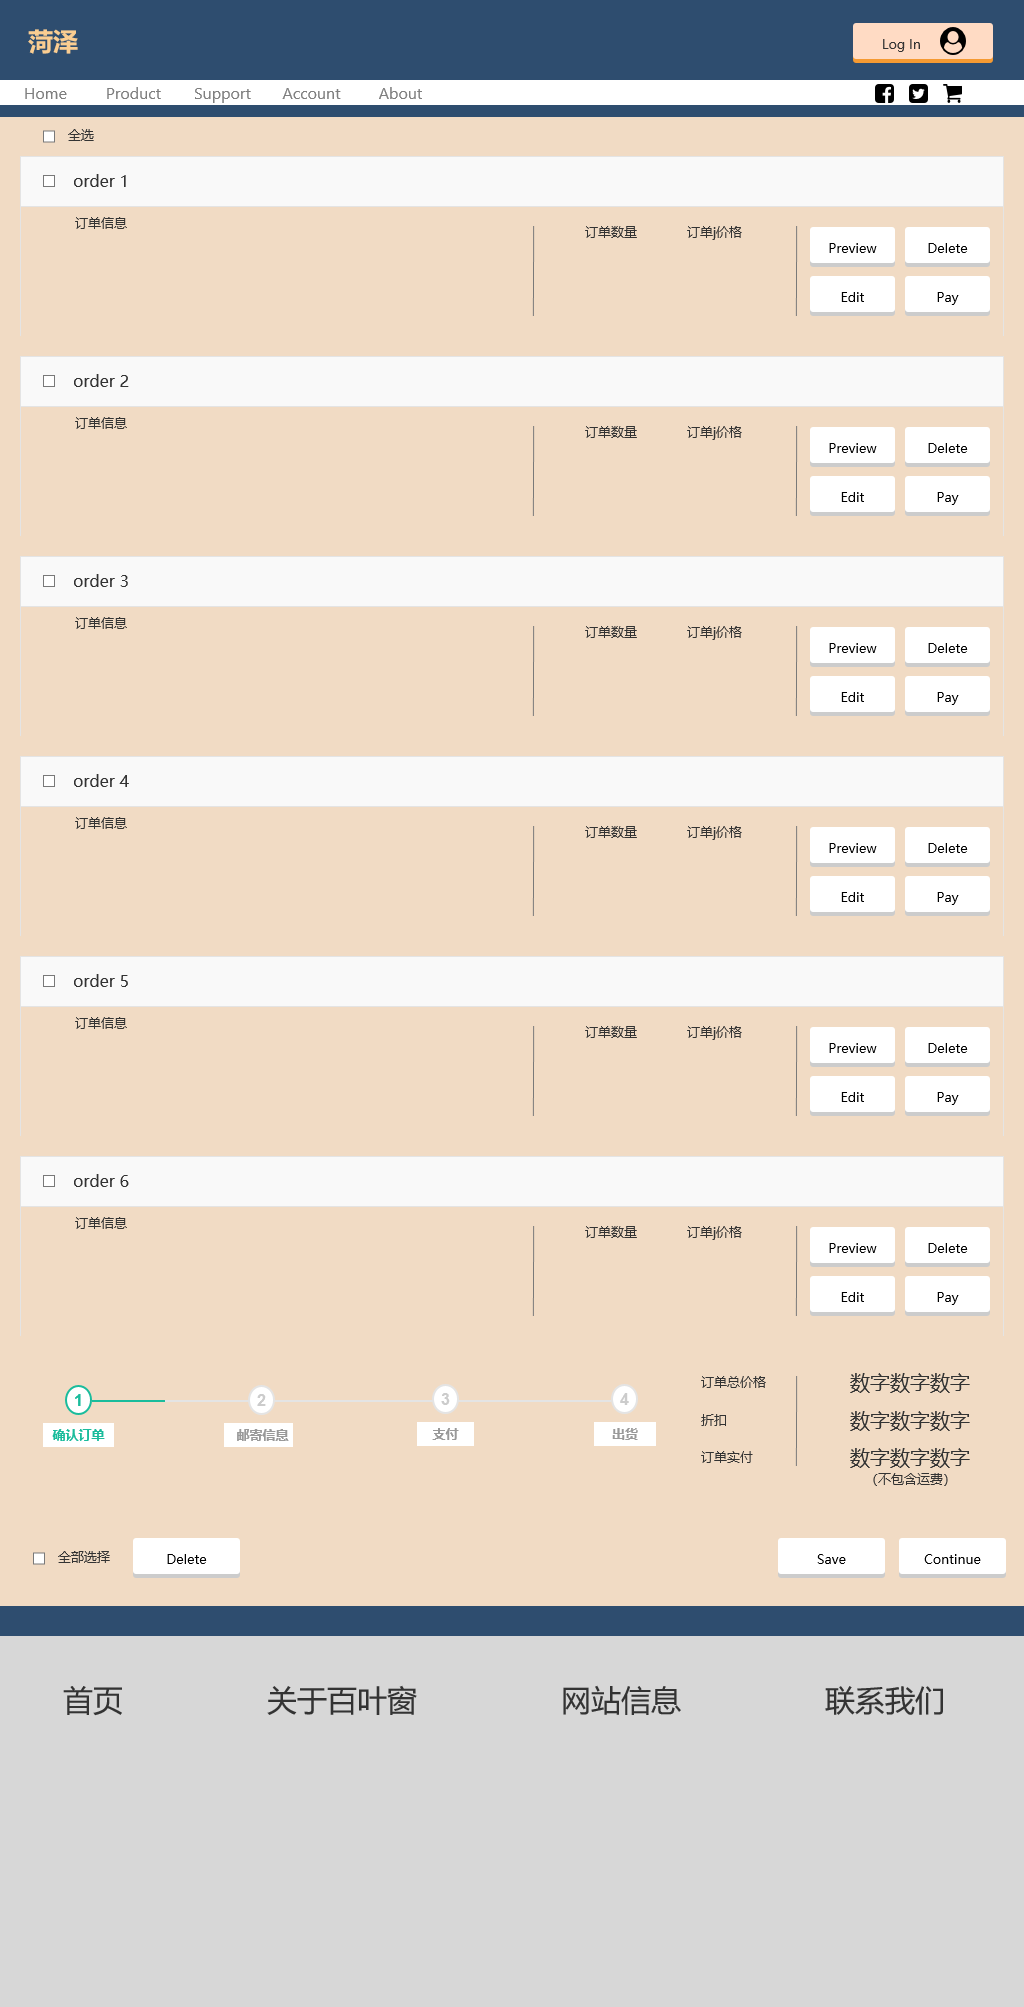 菏泽
Log In
Home Product Support Account About
全选
order 1
订单信息 订单数量 订单j价格
Preview Delete
Edit Pay
order 2
订单信息 订单数量 订单j价格
Preview Delete
Edit Pay
order 3
订单信息 订单数量 订单j价格
Preview Delete
Edit Pay
order 4
订单信息 订单数量 订单j价格
Preview Delete
Edit Pay
order 5
订单信息 订单数量 订单j价格
Preview Delete
Edit Pay
order 6
订单信息 订单数量 订单j价格
Preview Delete
Edit Pay
1 2 3 4
确认订单 邮寄信息 支付 出货
订单总价格 数字数字数字
折扣 数字数字数字
订单实付 数字数字数字
(不包含运费)
全部选择 Delete Save Continue
首页 关于百叶窗 网站信息 联系我们